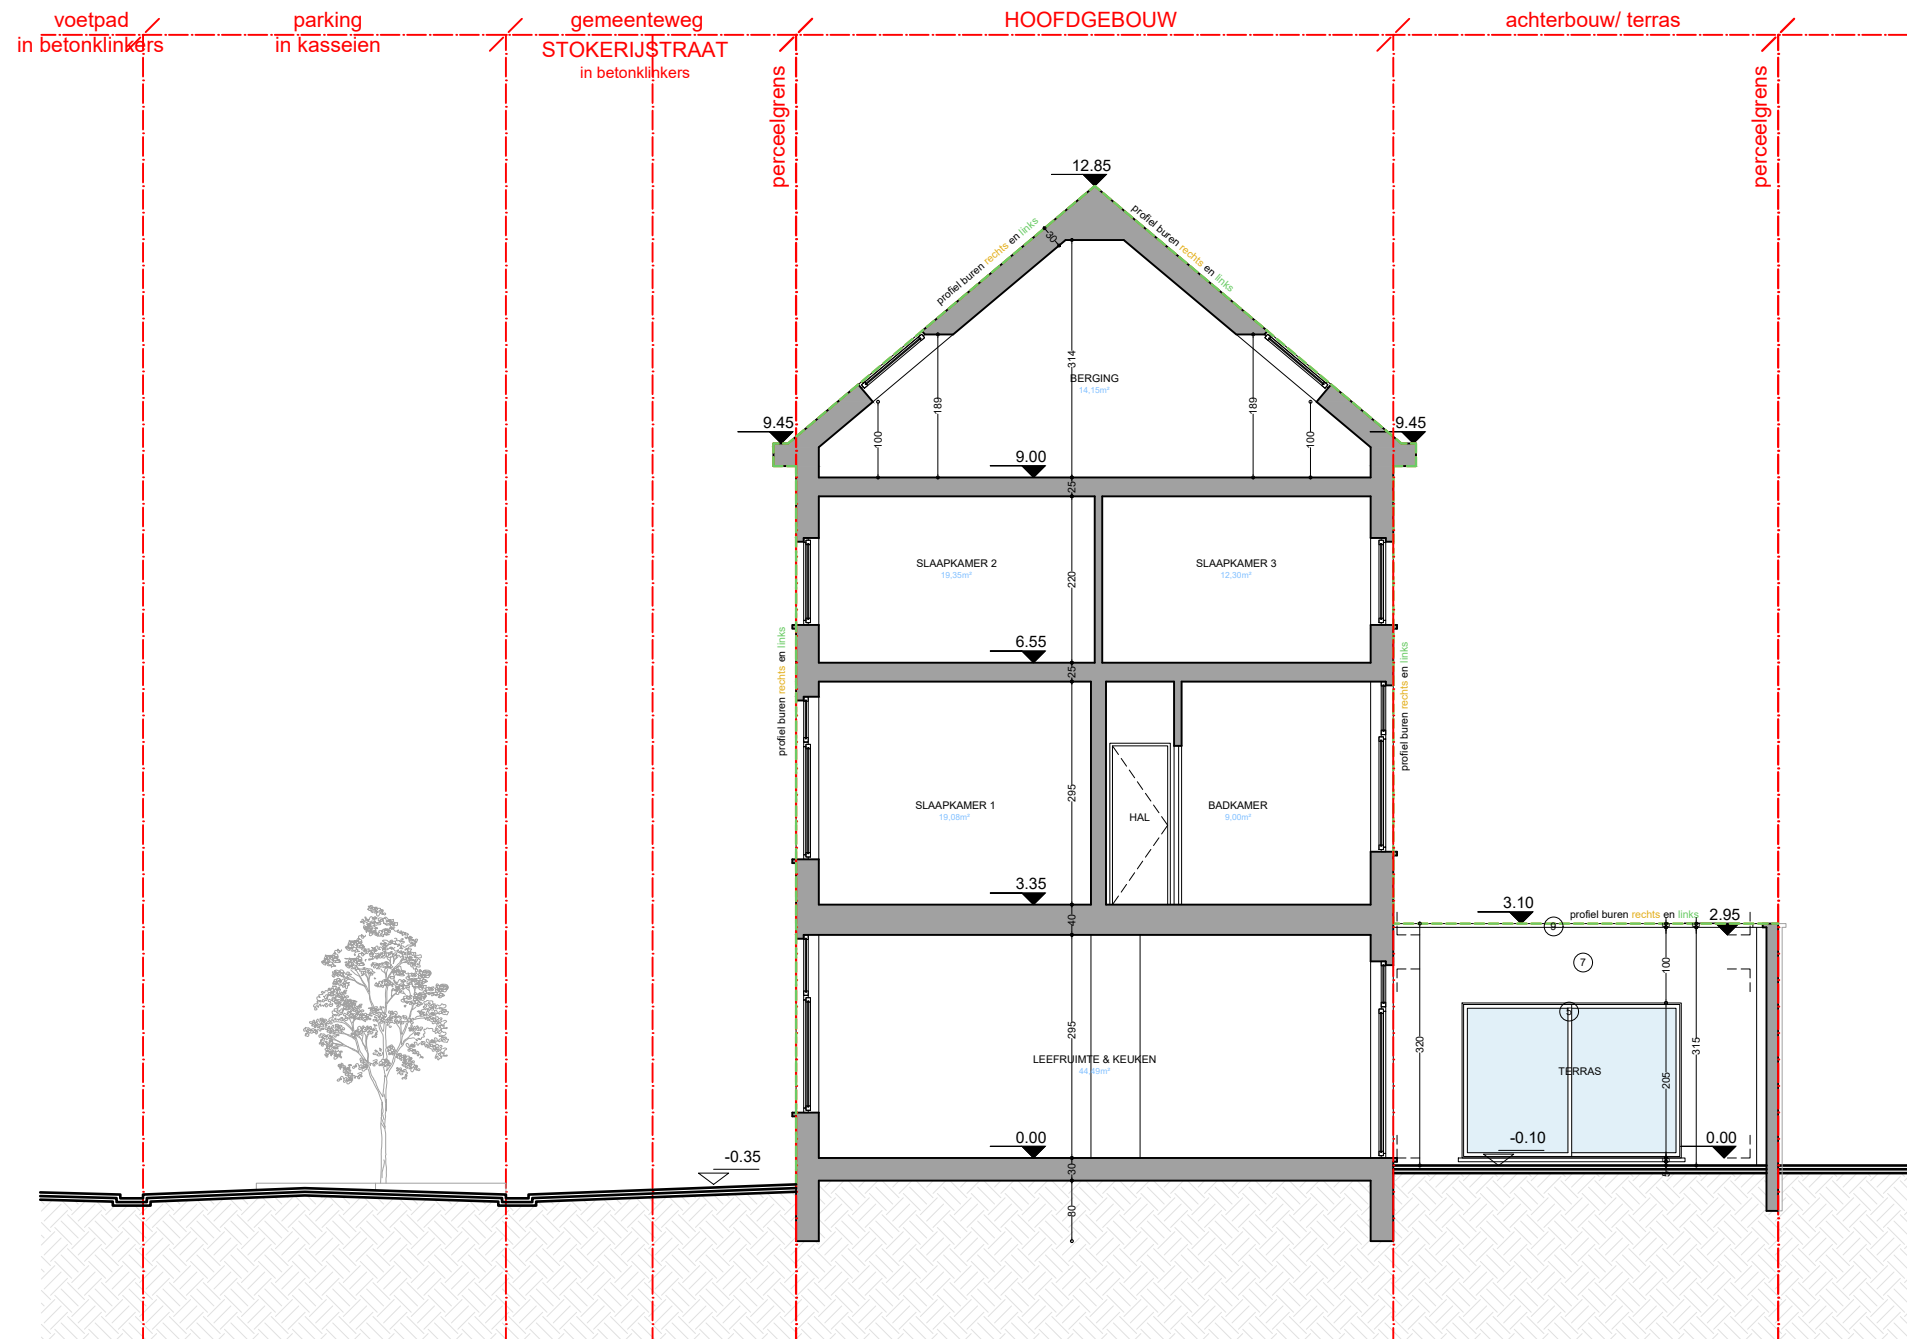 voetpad
in betonklinkers
parking
in kasseien
gemeenteweg
STOKERIJSTRAAT
in betonklinkers
HOOFDGEBOUW
achterbouw/ terras
perceelgrens
perceelgrens
12.85
profiel buren rechts en links
profiel buren rechts en links
30
314
BERGING
14,15m²
189
189
100
100
9.45
9.45
9.00
25
SLAAPKAMER 2
19,35m²
SLAAPKAMER 3
12,30m²
220
6.55
25
profiel buren rechts en links
profiel buren rechts en links
SLAAPKAMER 1
19,08m²
295
HAL
BADKAMER
9,00m²
3.35
40
3.10
profiel buren rechts en links
2.95
9
7
100
5
295
LEEFRUIMTE & KEUKEN
44,49m²
320
315
TERRAS
205
0.00
-0.10
0.00
-0.35
30
5
80